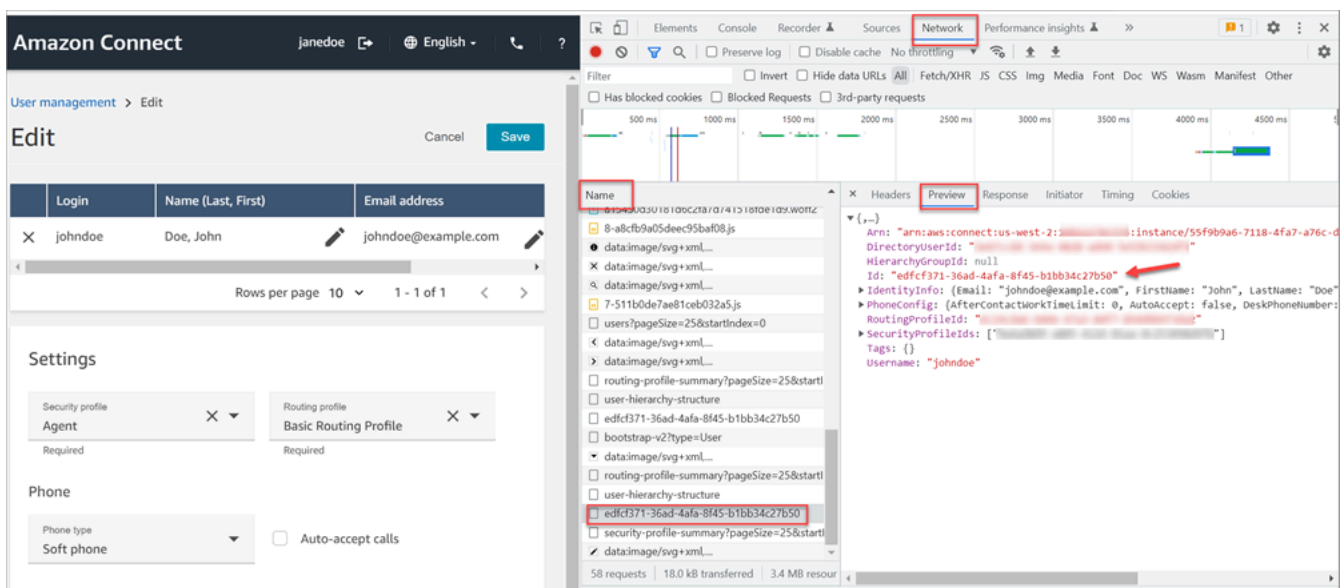 Amazon Connect janedoe English ?
User management > Edit
Edit Cancel Save
Login Name (Last, First) Email address
johndoe Doe, John johndoe@example.com
Rows per page 10 1 - 1 of 1 < >
Settings
Security profile
Agent
Required
Routing profile
Basic Routing Profile
Required
Phone
Phone type
Soft phone
Auto-accept calls
Elements Console Recorder Sources Network Performance insights » 1
Preserve log Disable cache No throttling
Filter Invert Hide data URLs All Fetch/XHR JS CSS Img Media Font Doc WS Wasm Manifest Other
Has blocked cookies Blocked Requests 3rd-party requests
500 ms 1000 ms 1500 ms 2000 ms 2500 ms 3000 ms 3500 ms 4000 ms 4500 ms
Name
8-a8cfb9a05deec95baf08.js
data:image/svg+xml,...
data:image/svg+xml,...
data:image/svg+xml,...
7-511b0de7ae81ceb032a5.js
users?pageSize=25&startIndex=0
data:image/svg+xml,...
data:image/svg+xml,...
routing-profile-summary?pageSize=25&startI
user-hierarchy-structure
edfcf371-36ad-4afa-8f45-b1bb34c27b50
bootstrap-v2?type=User
data:image/svg+xml,...
routing-profile-summary?pageSize=25&startI
user-hierarchy-structure
edfcf371-36ad-4afa-8f45-b1bb34c27b50
security-profile-summary?pageSize=25&startI
data:image/svg+xml,...
58 requests 18.0 kB transferred 3.4 MB resour
× Headers Preview Response Initiator Timing Cookies
{,…}
Arn: "arn:aws:connect:us-west-2: :instance/55f9b9a6-7118-4fa7-a76c-d
DirectoryUserId: "
HierarchyGroupId: null
Id: "edfcf371-36ad-4afa-8f45-b1bb34c27b50"
IdentityInfo: {Email: "johndoe@example.com", FirstName: "John", LastName: "Doe"
PhoneConfig: {AfterContactWorkTimeLimit: 0, AutoAccept: false, DeskPhoneNumber:
RoutingProfileId: " "
SecurityProfileIds: [" "]
Tags: {}
Username: "johndoe"